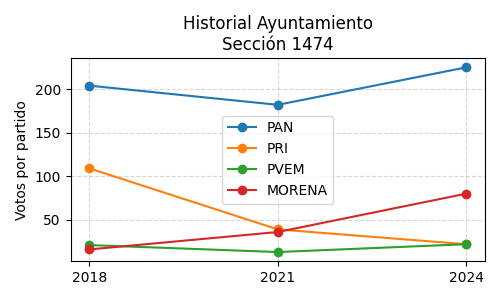 Historial Ayuntamiento
Sección 1474
Votos por partido
200
150
100
50
PAN
PRI
PVEM
MORENA
2018
2021
2024